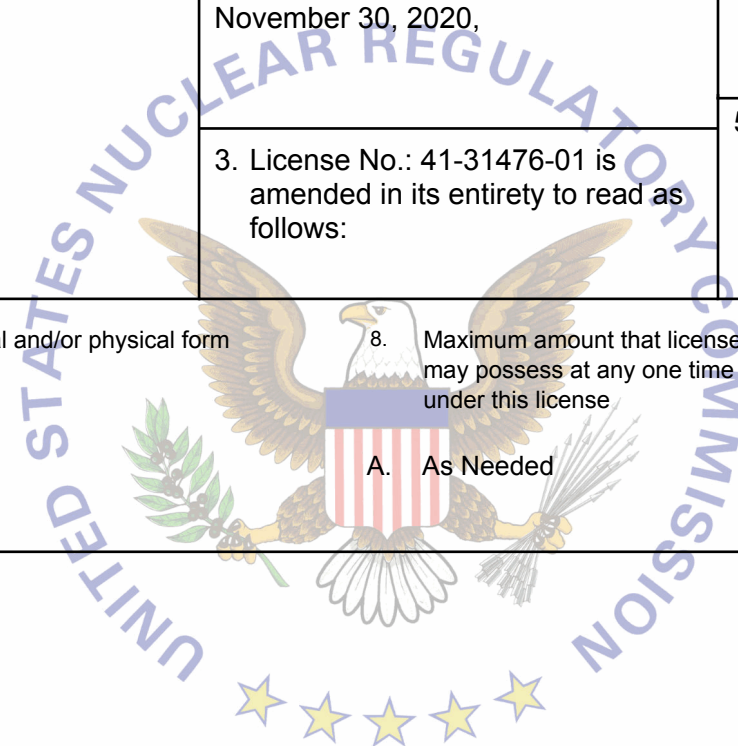 November 30, 2020,
3. License No.: 41-31476-01 is
amended in its entirety to read as
follows:
and/or physical form
8. Maximum amount that license
may possess at any one time
under this license
A. As Needed
UNITED STATES NUCLEAR REGULATORY COMMISSION